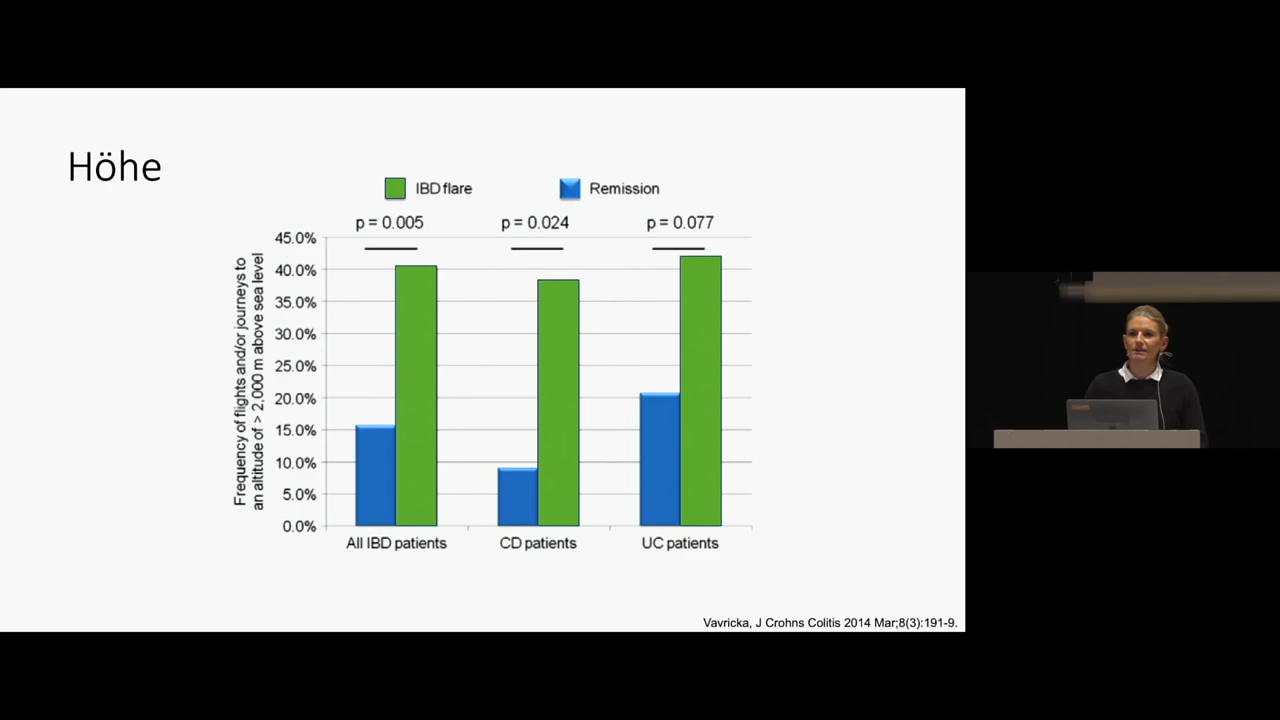 Höhe
IBD flare
Remission
p = 0.005
p = 0.024
p = 0.077
Frequency of flights and/or journeys to
an altitude of > 2,000 m above sea level
45.0%
40.0%
35.0%
30.0%
25.0%
20.0%
15.0%
10.0%
5.0%
0.0%
All IBD patients
CD patients
UC patients
Vavricka, J Crohns Colitis 2014 Mar;8(3):191-9.